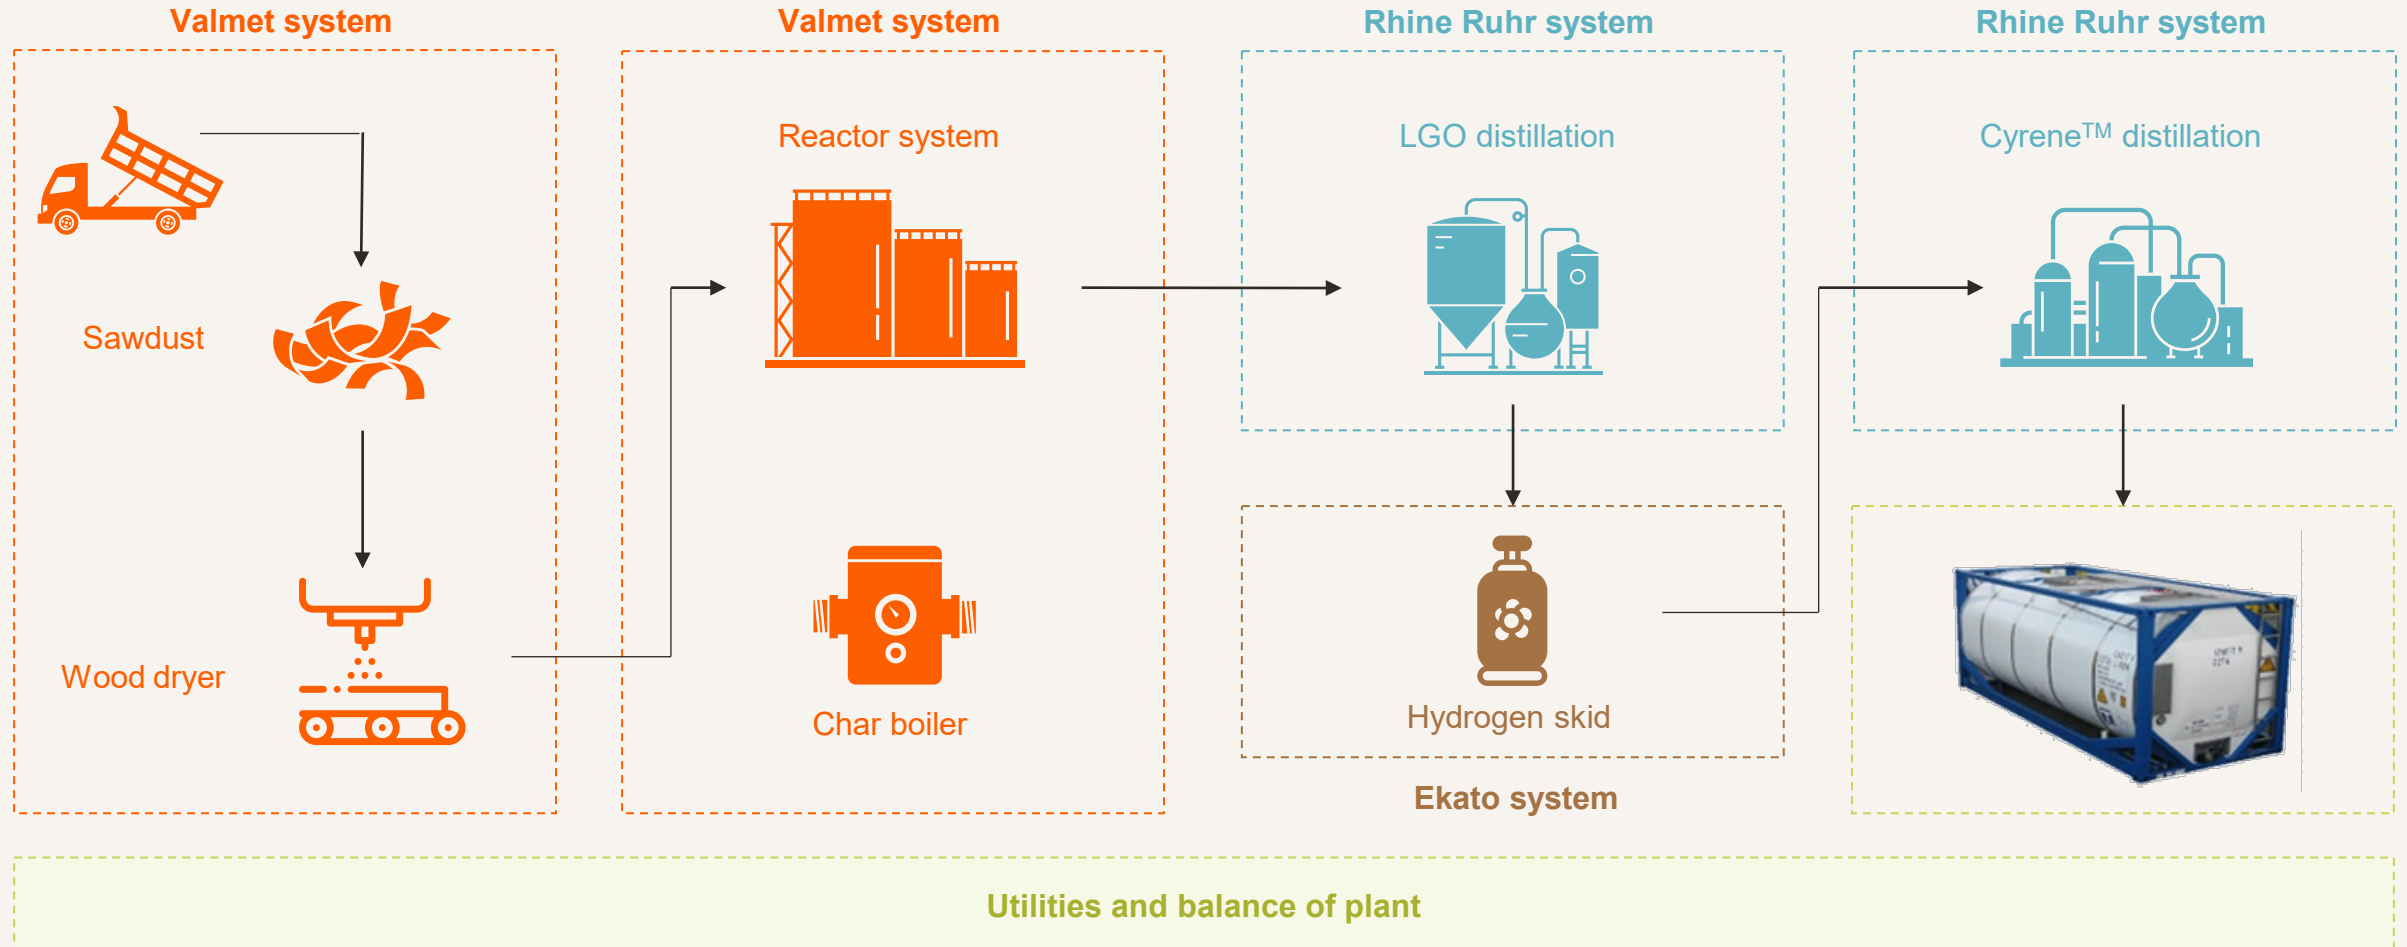 Valmet system
Valmet system
Rhine Ruhr system
Rhine Ruhr system
Reactor system
LGO distillation
Cyrene™ distillation
Sawdust
Wood dryer
Char boiler
Hydrogen skid
Ekato system
Utilities and balance of plant